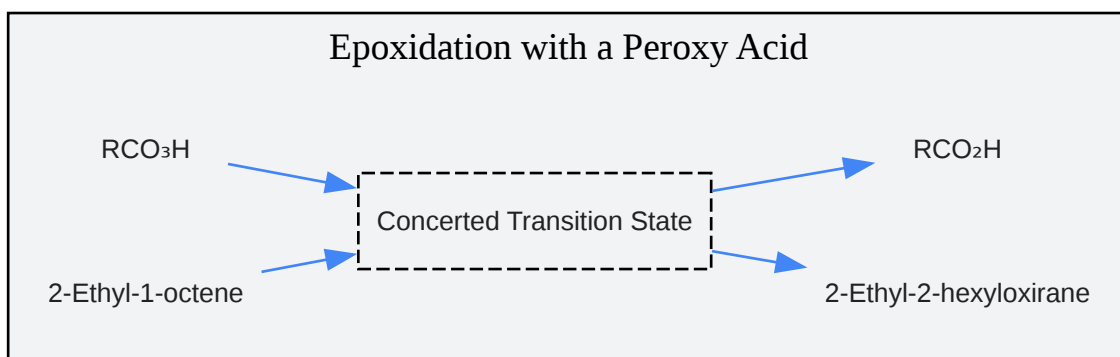 Epoxidation with a Peroxy Acid
RCO₃H
RCO₂H
Concerted Transition State
2-Ethyl-1-octene
2-Ethyl-2-hexyloxirane